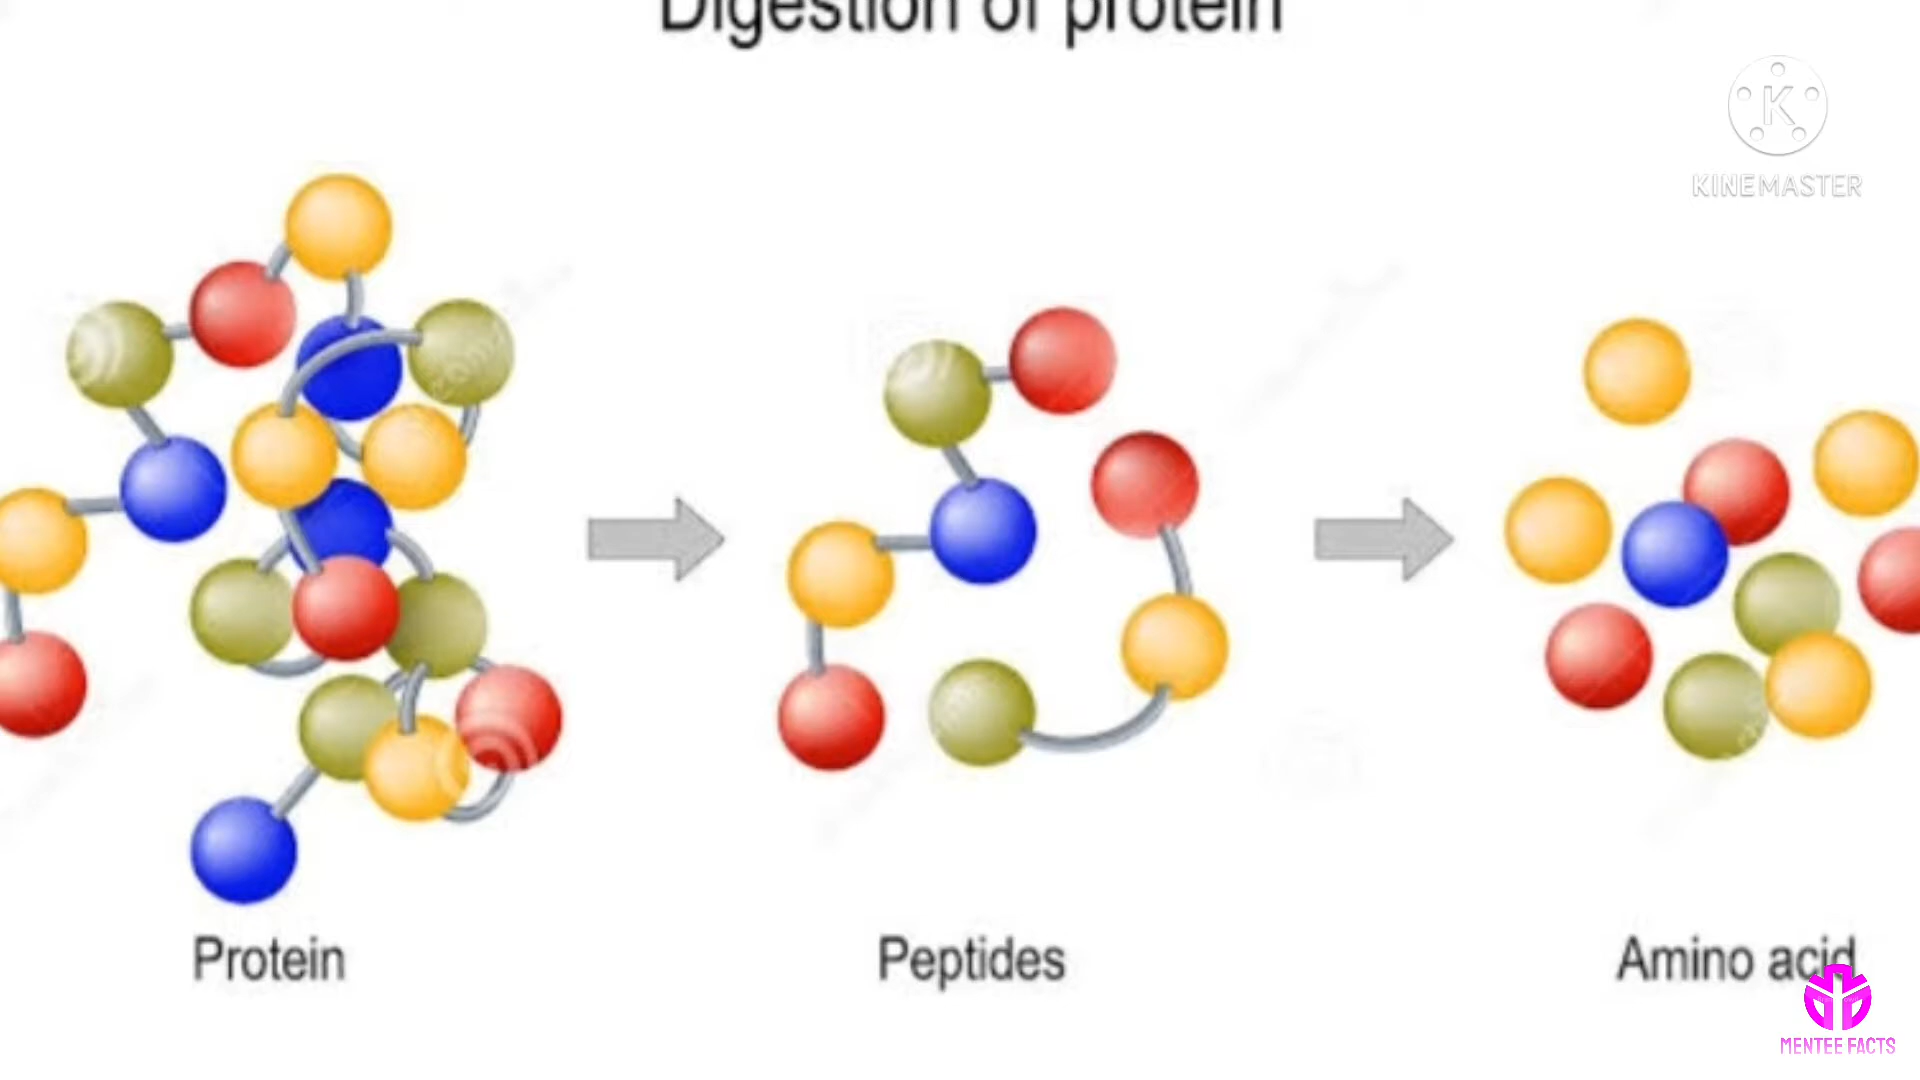 Digestion of protein
K
KINEMASTER
Protein
Peptides
Amino acid
MENTEE FACTS